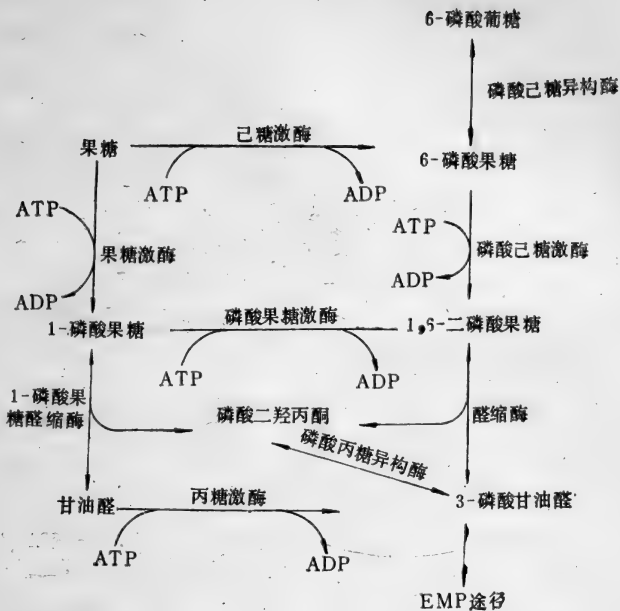 6-磷酸葡糖
磷酸己糖异构酶
果糖
己糖激酶
6-磷酸果糖
ATP
ADP
ATP
果糖激酶
ADP
ATP
磷酸己糖激酶
ADP
1-磷酸果糖
磷酸果糖激酶
1,6-二磷酸果糖
ATP
ADP
1-磷酸果
糖醛缩酶
磷酸二羟丙酮
醛缩酶
磷酸丙糖异构酶
甘油醛
丙糖激酶
3-磷酸甘油醛
ATP
ADP
EMP途径